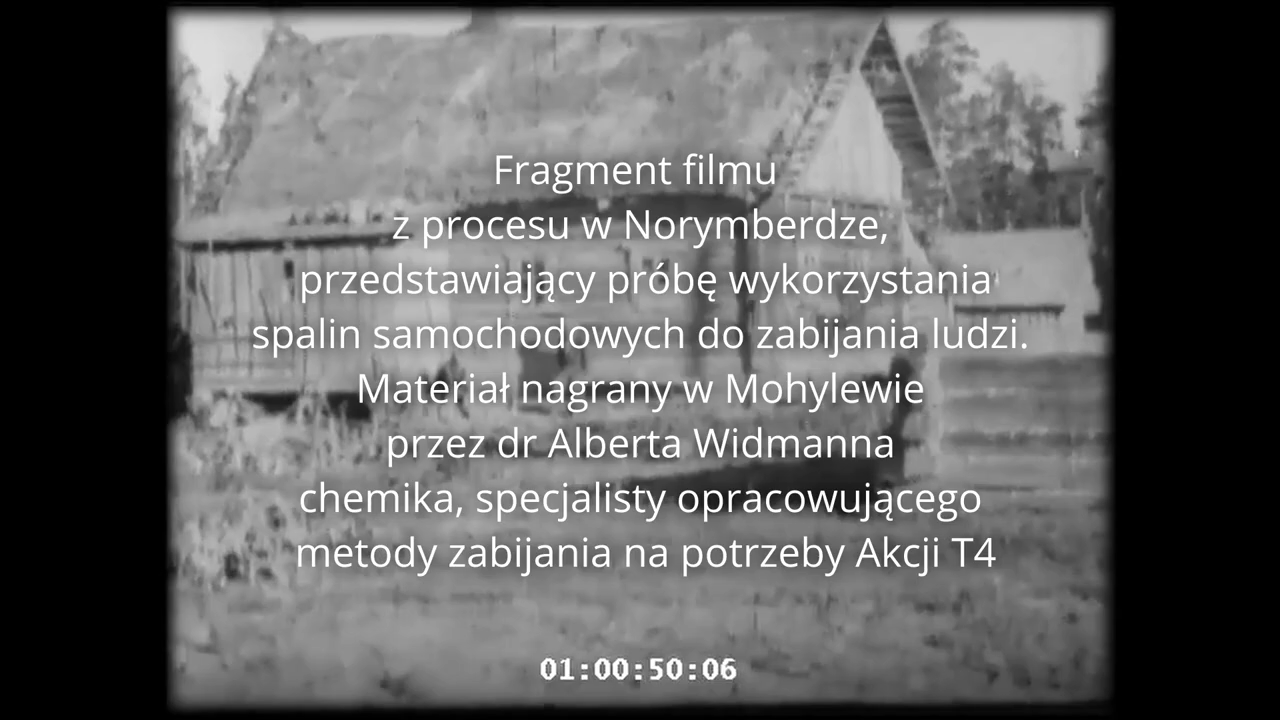 Fragment filmu
z procesu w Norymberdze,
przedstawiający próbę wykorzystania
spalin samochodowych do zabijania ludzi.
Materiał nagrany w Mohylewie
przez dr Alberta Widmanna
chemika, specjalisty opracowującego
metody zabijania na potrzeby Akcji T4
01:00:50:06